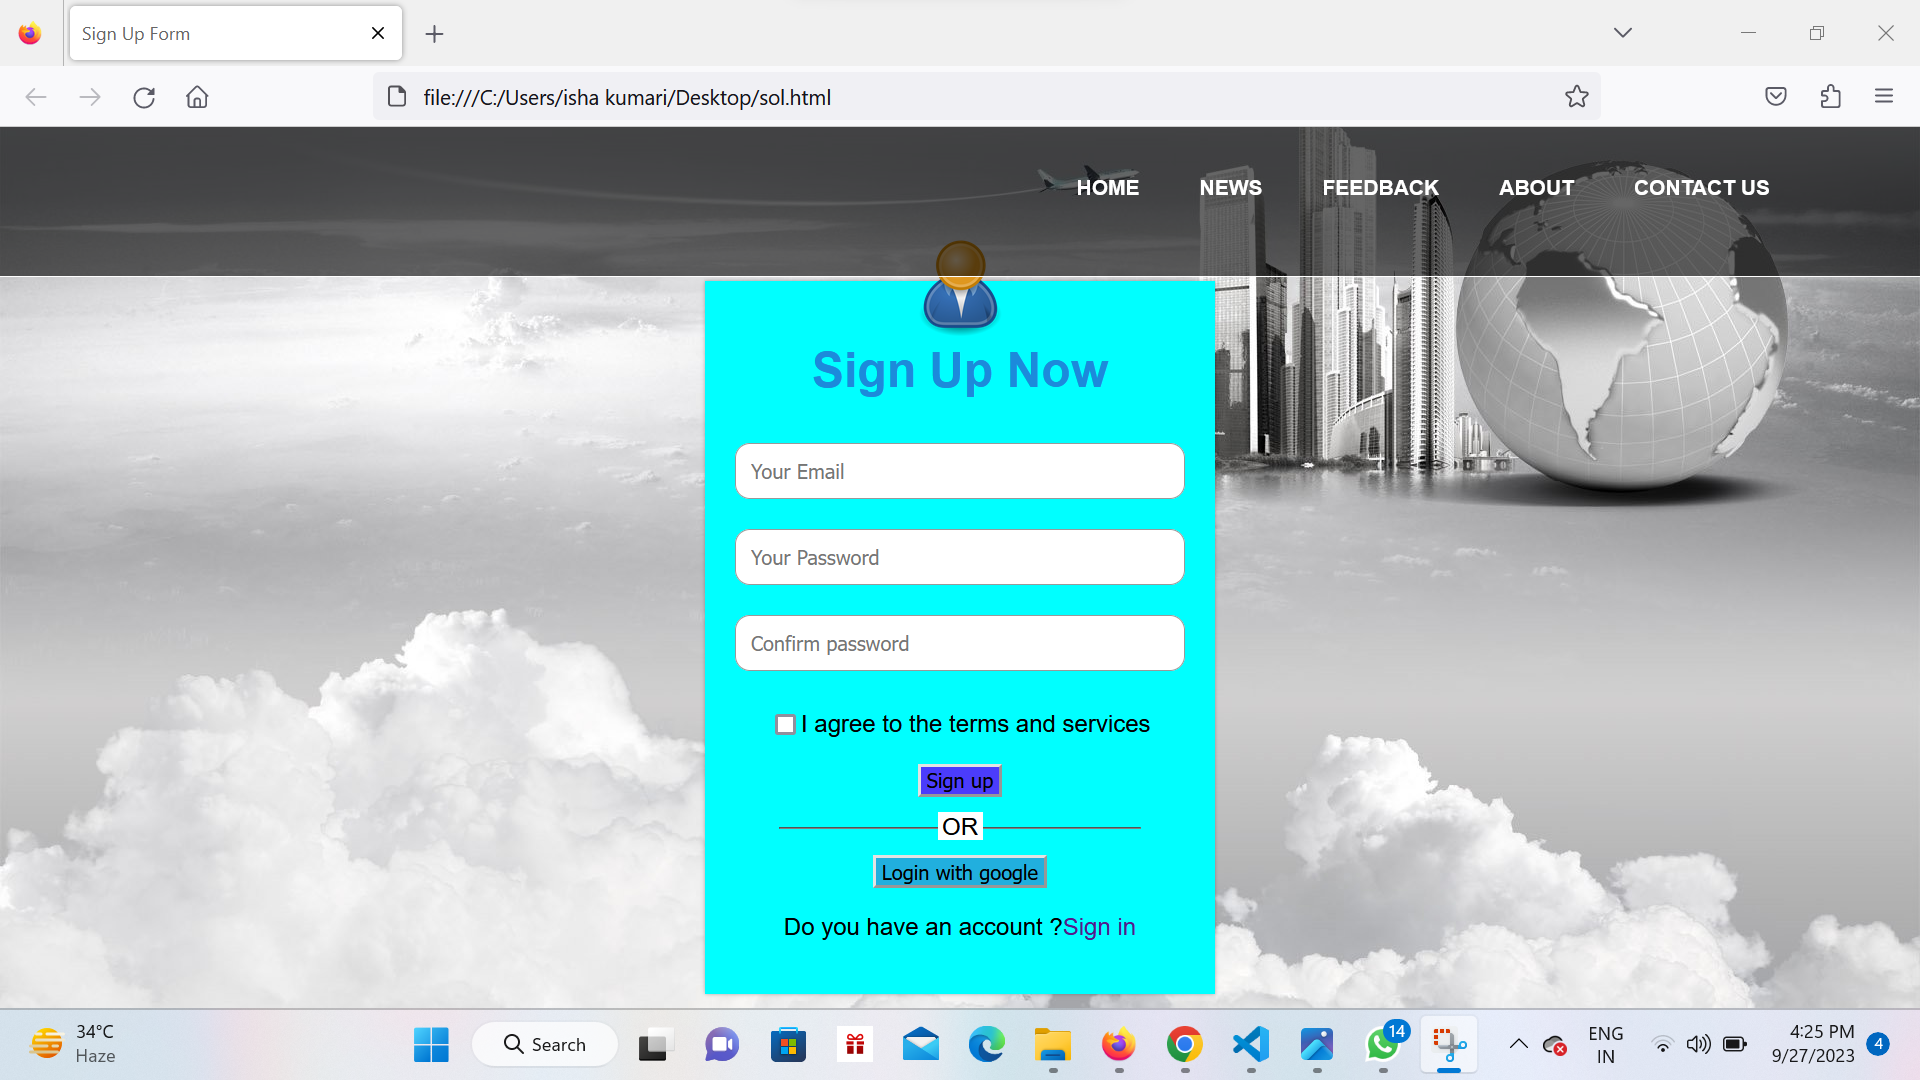 Sign Up Form
file:///C:/Users/isha kumari/Desktop/sol.html
HOME NEWS FEEDBACK ABOUT CONTACT US
Sign Up Now
Your Email
Your Password
Confirm password
I agree to the terms and services
Sign up
OR
Login with google
Do you have an account ?Sign in
34°C
Haze
Search
14
ENG
IN
4:25 PM
9/27/2023
4